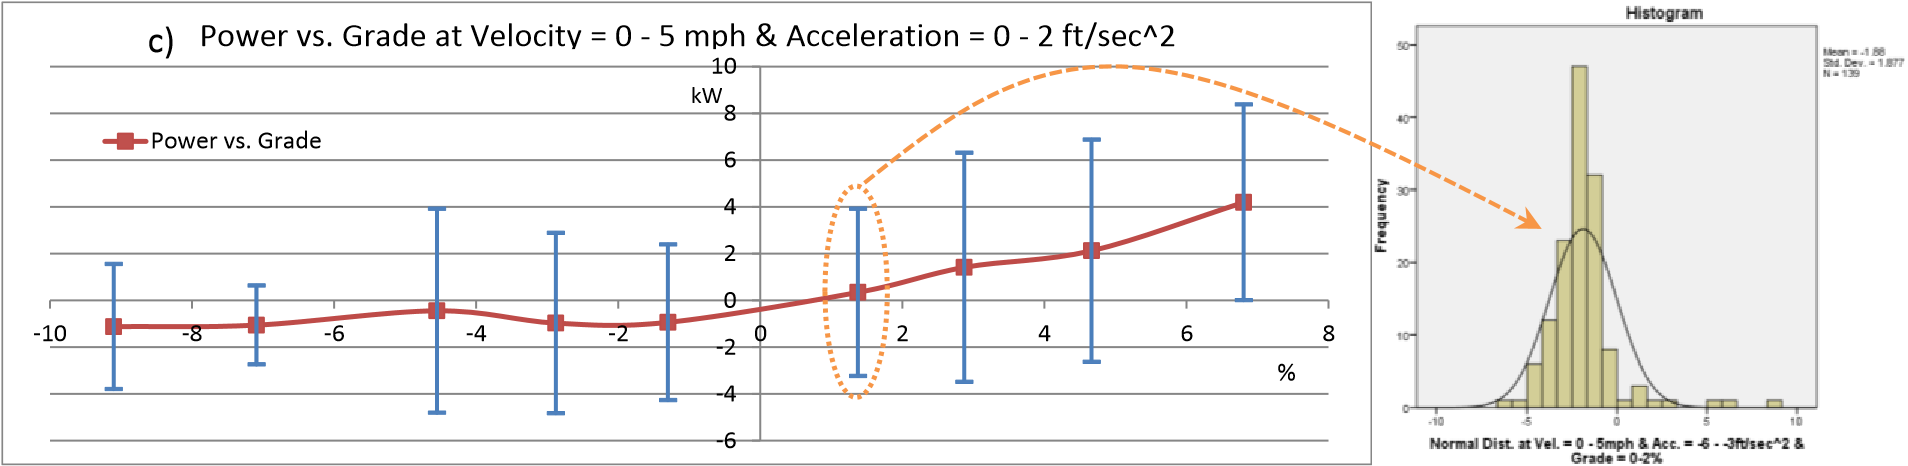 c) Power vs. Grade at Velocity = 0 - 5 mph & Acceleration = 0 - 2 ft/sec^2
10
kW
8
Power vs. Grade
6
4
2
0
-10 -8 -6 -4 -2 0 2 4 6 8
-2
%
-4
-6
Histogram
Mean = -1.88
Std. Dev. = 1.877
N = 139
50
40
30
20
10
0
Frequency
-10 -5 0 5 10
Normal Dist. at Vel. = 0 - 5mph & Acc. = -6 - -3ft/sec^2 &
Grade = 0-2%